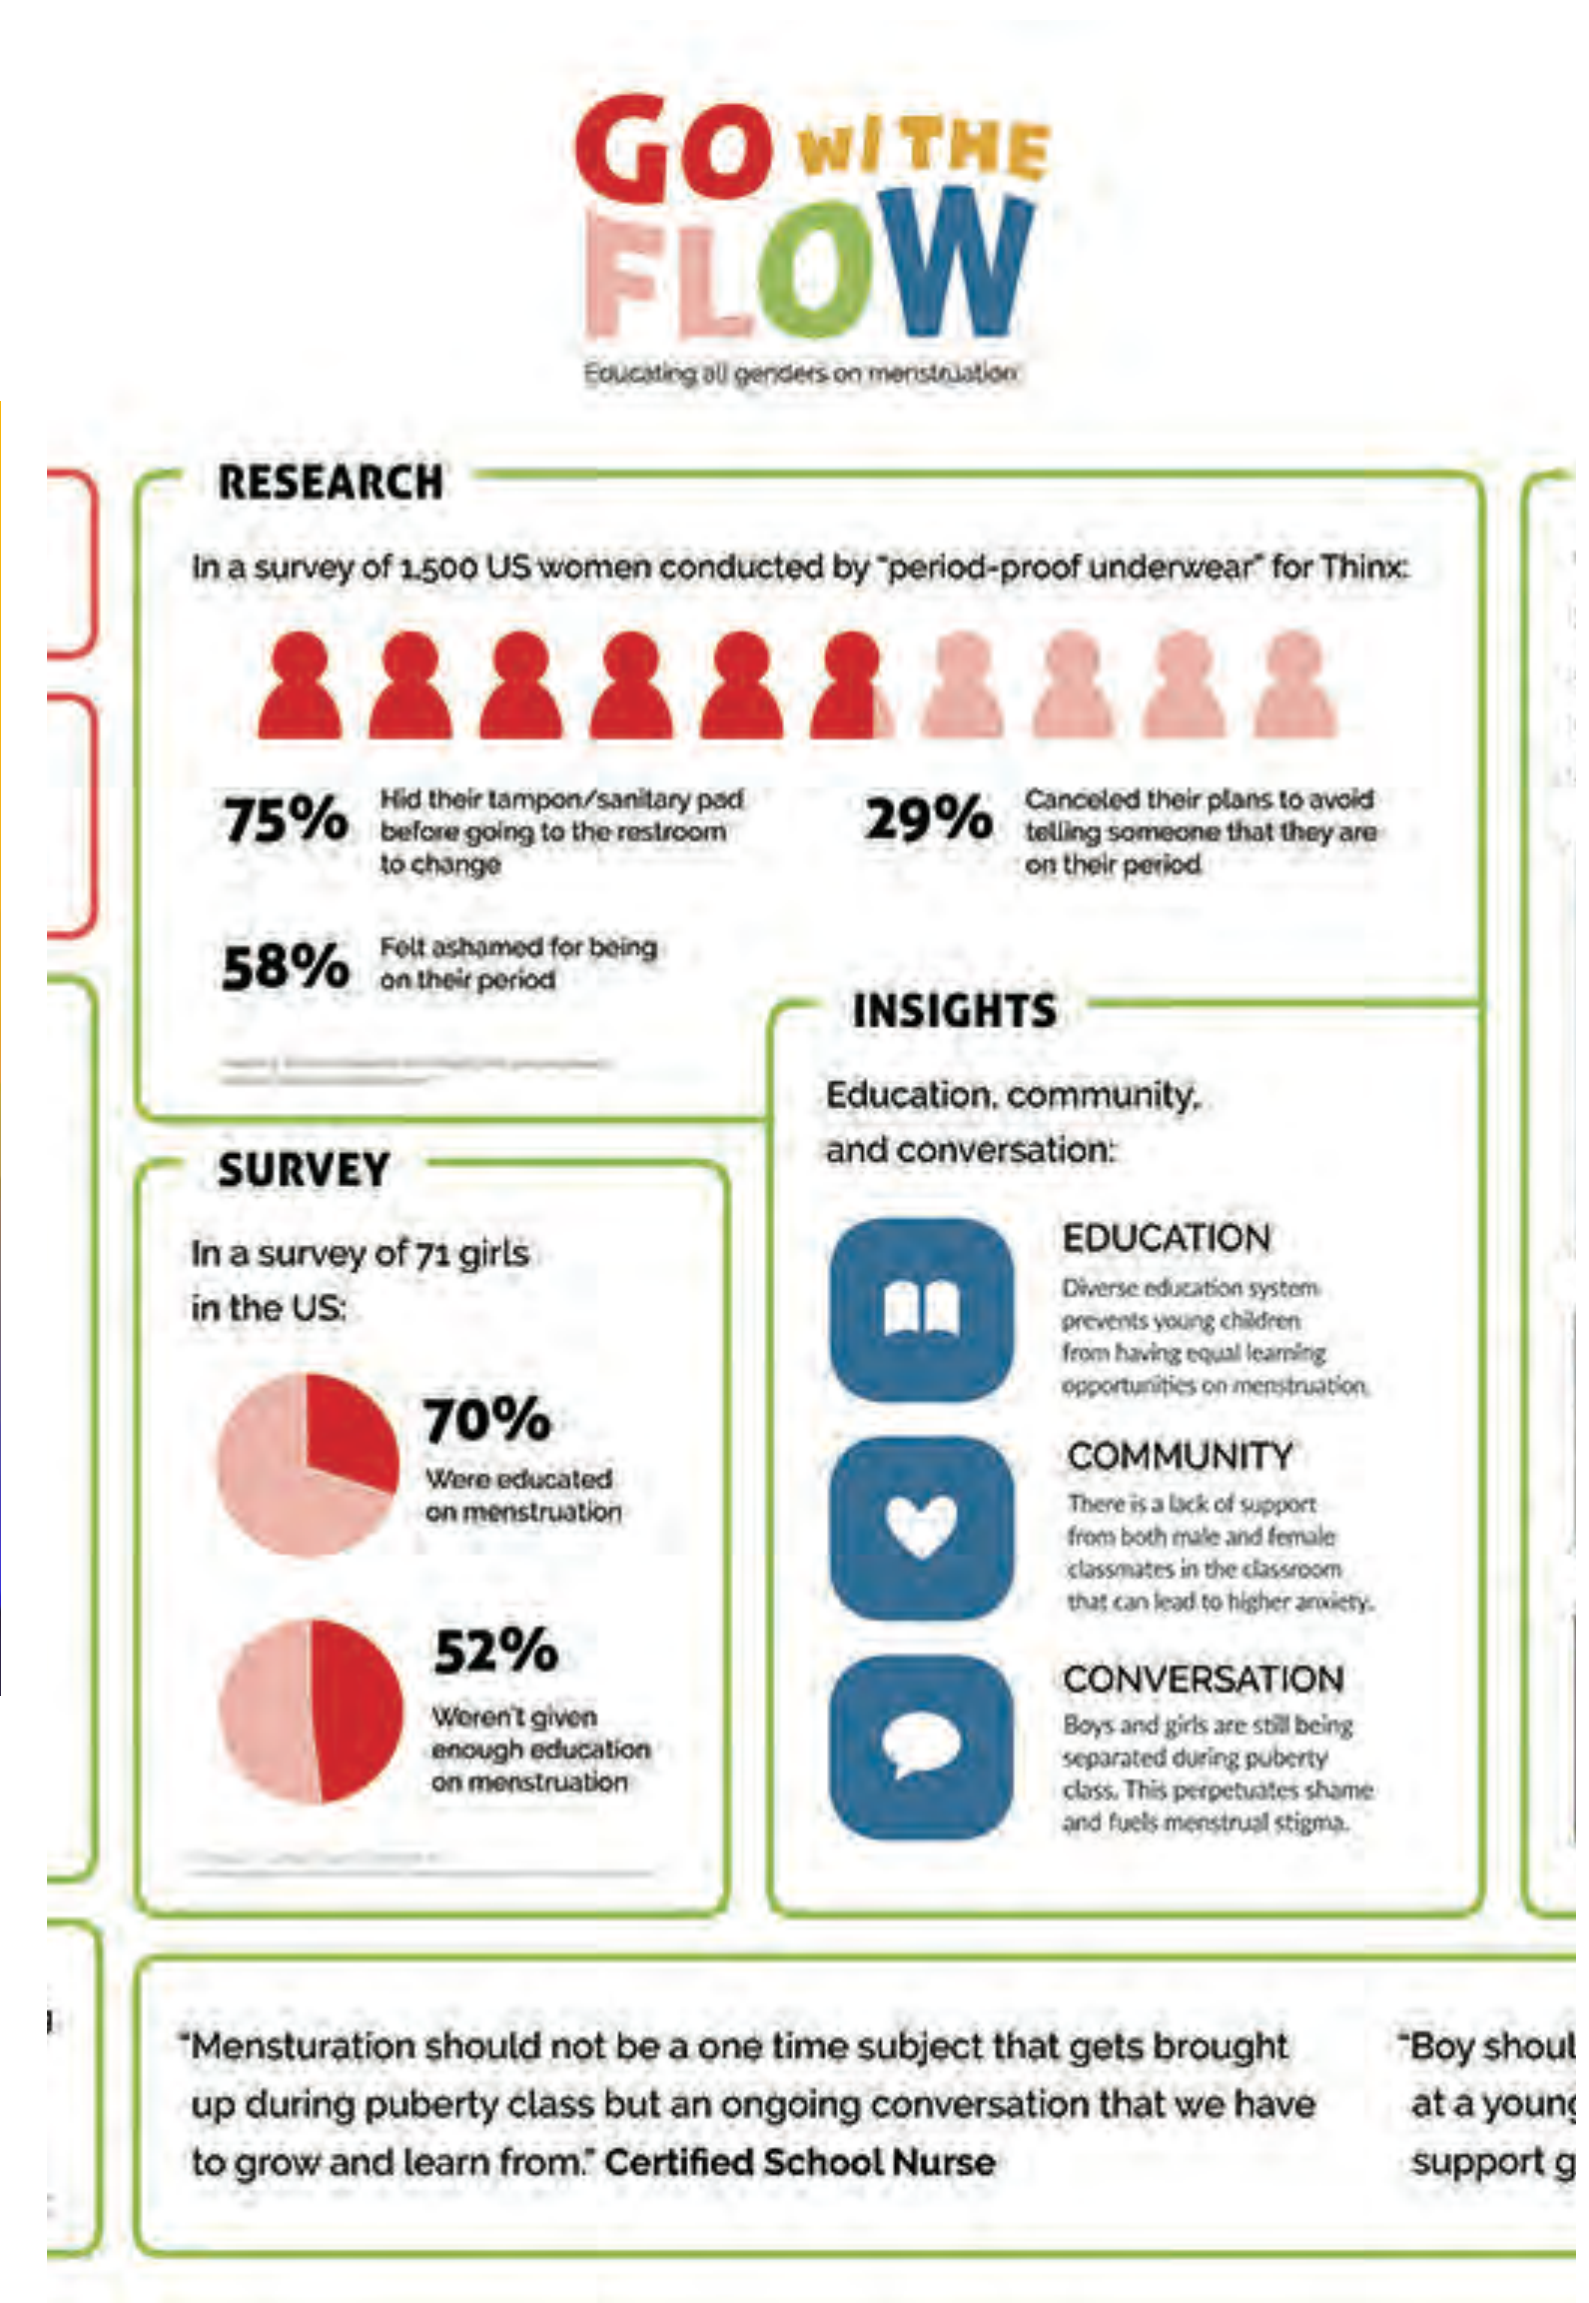 GO W/ THE
FLOW
Educating all genders on menstruation
RESEARCH
In a survey of 1,500 US women conducted by "period-proof underwear" for Thinx:
75%
Hid their tampon/sanitary pad
before going to the restroom
to change
29%
Canceled their plans to avoid
telling someone that they are
on their period
58%
Felt ashamed for being
on their period
SURVEY
In a survey of 71 girls
in the US:
70%
Were educated
on menstruation
52%
Weren't given
enough education
on menstruation
INSIGHTS
Education, community,
and conversation:
EDUCATION
Diverse education system
prevents young children
from having equal learning
opportunities on menstruation.
COMMUNITY
There is a lack of support
from both male and female
classmates in the classroom
that can lead to higher anxiety.
CONVERSATION
Boys and girls are still being
separated during puberty
class. This perpetuates shame
and fuels menstrual stigma.
"Mensturation should not be a one time subject that gets brought
up during puberty class but an ongoing conversation that we have
to grow and learn from." Certified School Nurse
"Boy shoul
at a young
support g